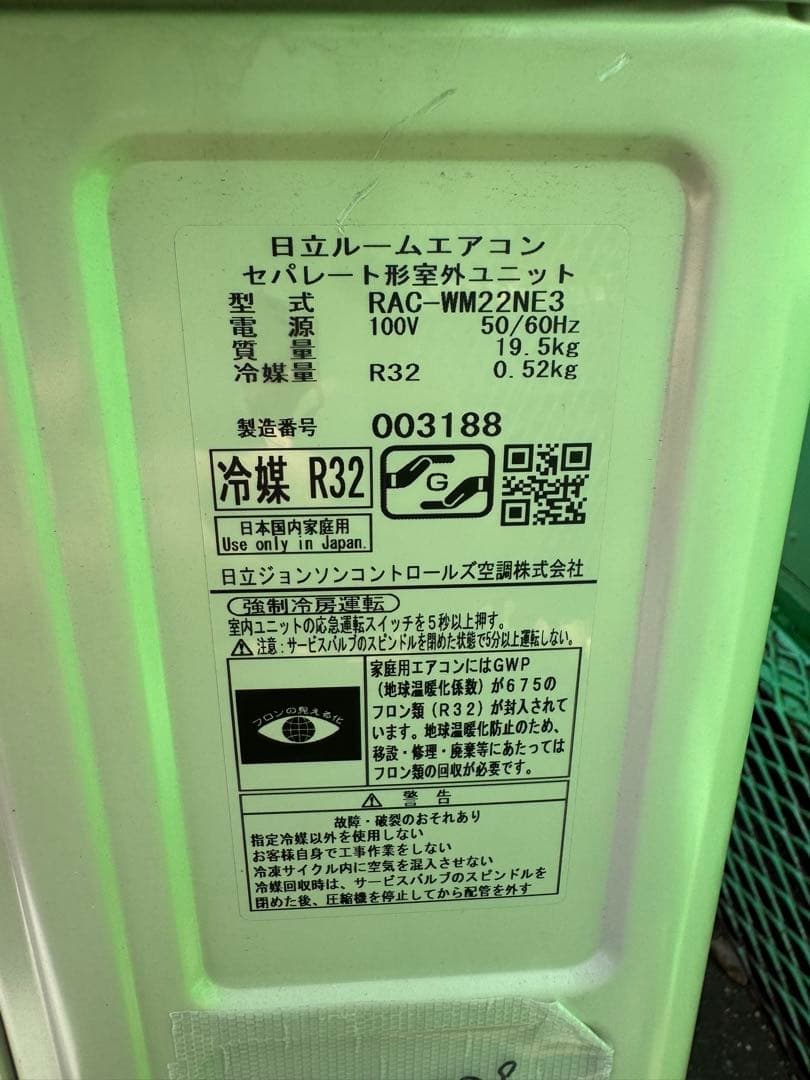 日立ルームエアコン
セパレート形室外ユニット
型 式 RAC-WM22NE3
電 源 100V 50/60Hz
質 量 19.5kg
冷媒量 R32 0.52kg
製造番号 003188
冷媒 R32
G
日本国内家庭用
Use only in Japan.
日立ジョンソンコントロールズ空調株式会社
強制冷房運転
室内ユニットの応急運転スイッチを5秒以上押す。
⚠注意:サービスバルブのスピンドルを閉めた状態で5分以上運転しない。
フロンの見える化
家庭用エアコンにはGWP
(地球温暖化係数)が675の
フロン類(R32)が封入されて
います。地球温暖化防止のため、
移設・修理・廃棄等にあたっては
フロン類の回収が必要です。
⚠ 警 告
故障・破裂のおそれあり
指定冷媒以外を使用しない
お客様自身で工事作業をしない
冷凍サイクル内に空気を混入させない
冷媒回収時は、サービスバルブのスピンドルを
閉めた後、圧縮機を停止してから配管を外す